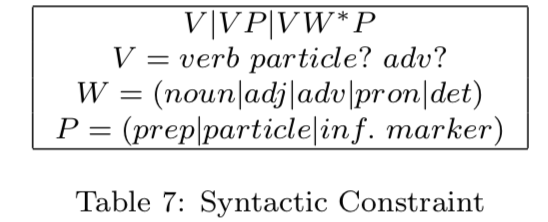 V|VP|VW*P
V = verb particle? adv?
W = (noun|adj|adv|pron|det)
P = (prep|particle|inf. marker)
Table 7: Syntactic Constraint